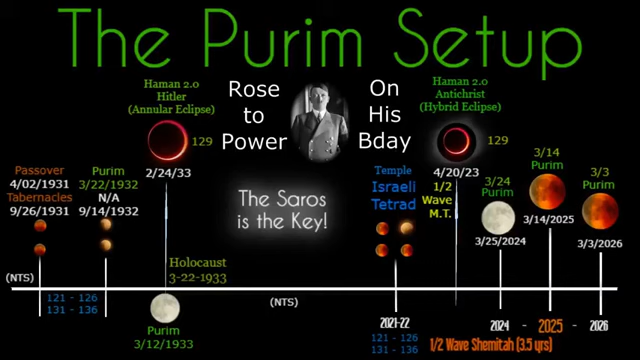 The Purim Setup
Haman 2.0
Hitler
(Annular Eclipse)
129
2/24/33
Rose
to
Power
On
His
Bday
Haman 2.0
Antichrist
(Hybrid Eclipse)
129
4/20/23
Passover
4/02/1931
Tabernacles
9/26/1931
Purim
3/22/1932
N/A
9/14/1932
The Saros
is the Key!
Temple
Israeli
Tetrad
1/2
Wave
M.T.
3/24
Purim
3/25/2024
3/14
Purim
3/14/2025
3/3
Purim
3/3/2026
Holocaust
3-22-1933
(NTS)
(NTS)
121 - 126
131 - 136
Purim
3/12/1933
2021-22
121 - 126
131 - 136
2024 - 2025 - 2026
1/2 Wave Shemitah (3.5 yrs)